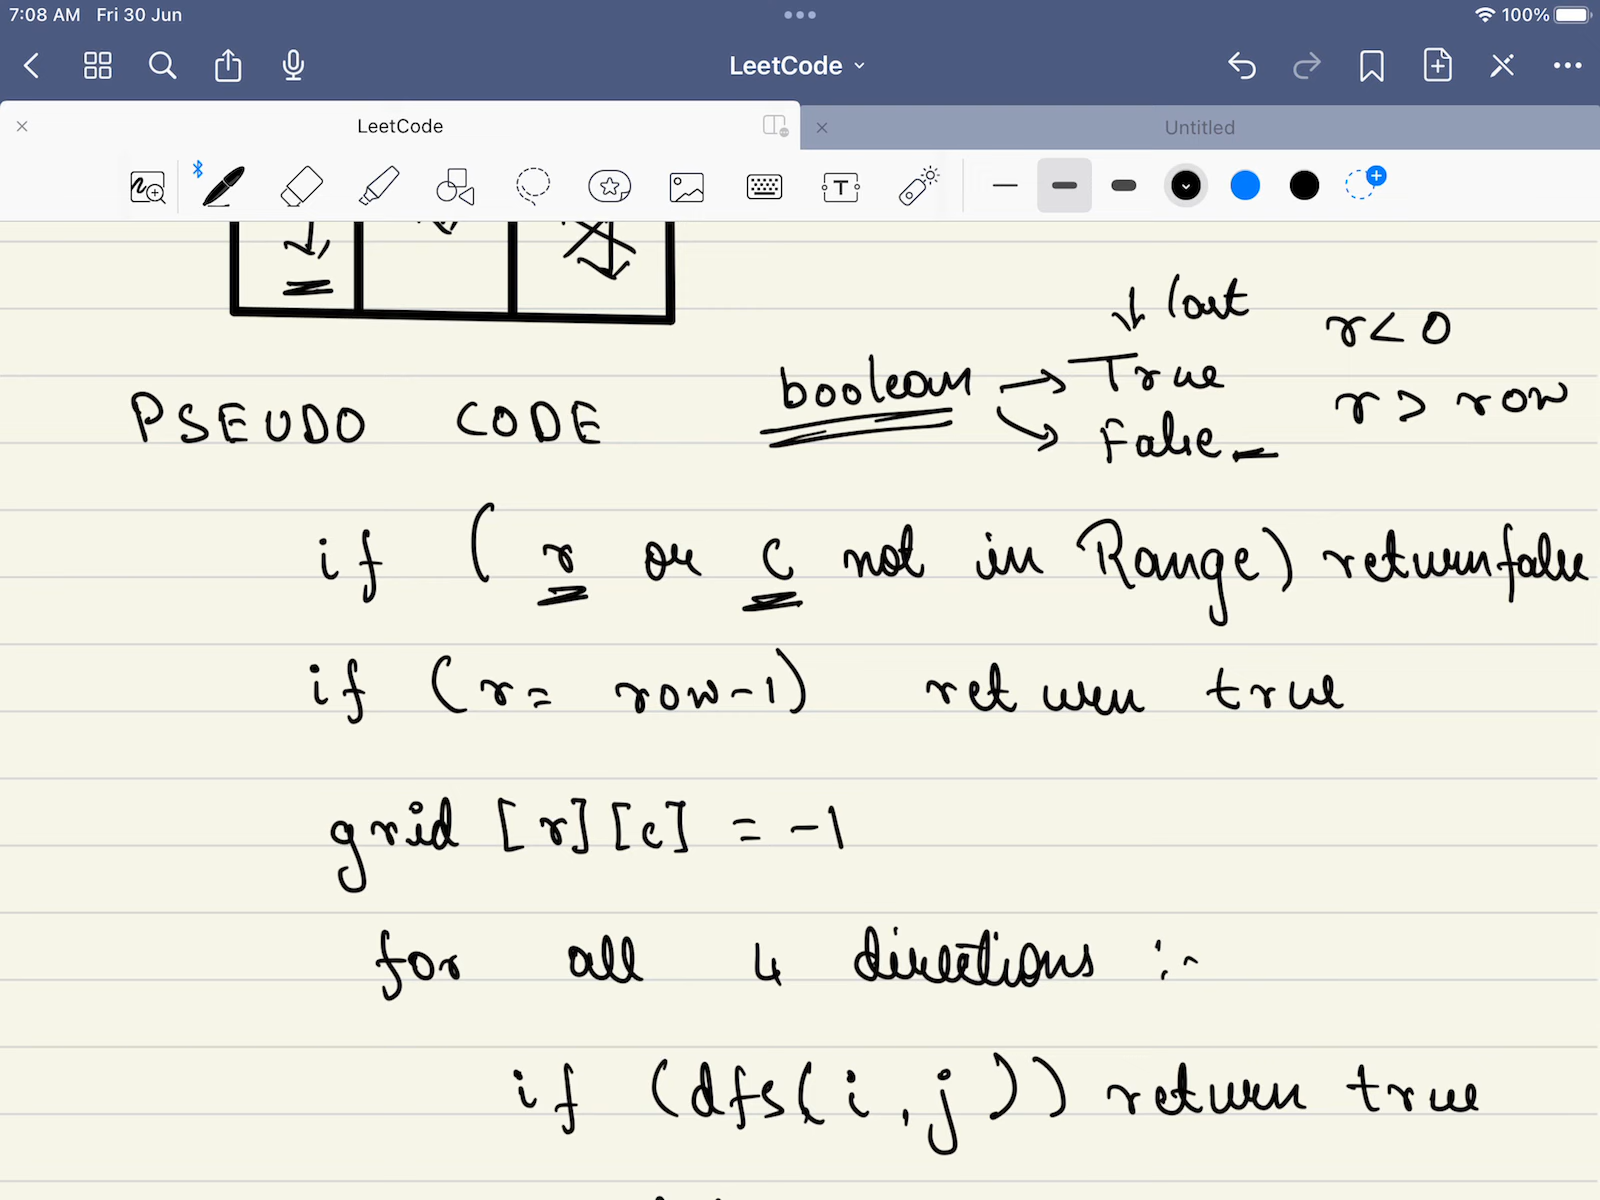 7:08 AM Fri 30 Jun
100%
LeetCode
LeetCode
Untitled
T
↓ last
r < 0
boolean → True
r > row
PSEUDO CODE
→ False
if ( r or c not in Range) return false
if (r = row-1) return true
grid [r][c] = -1
for all 4 directions :-
if (dfs(i, j)) return true